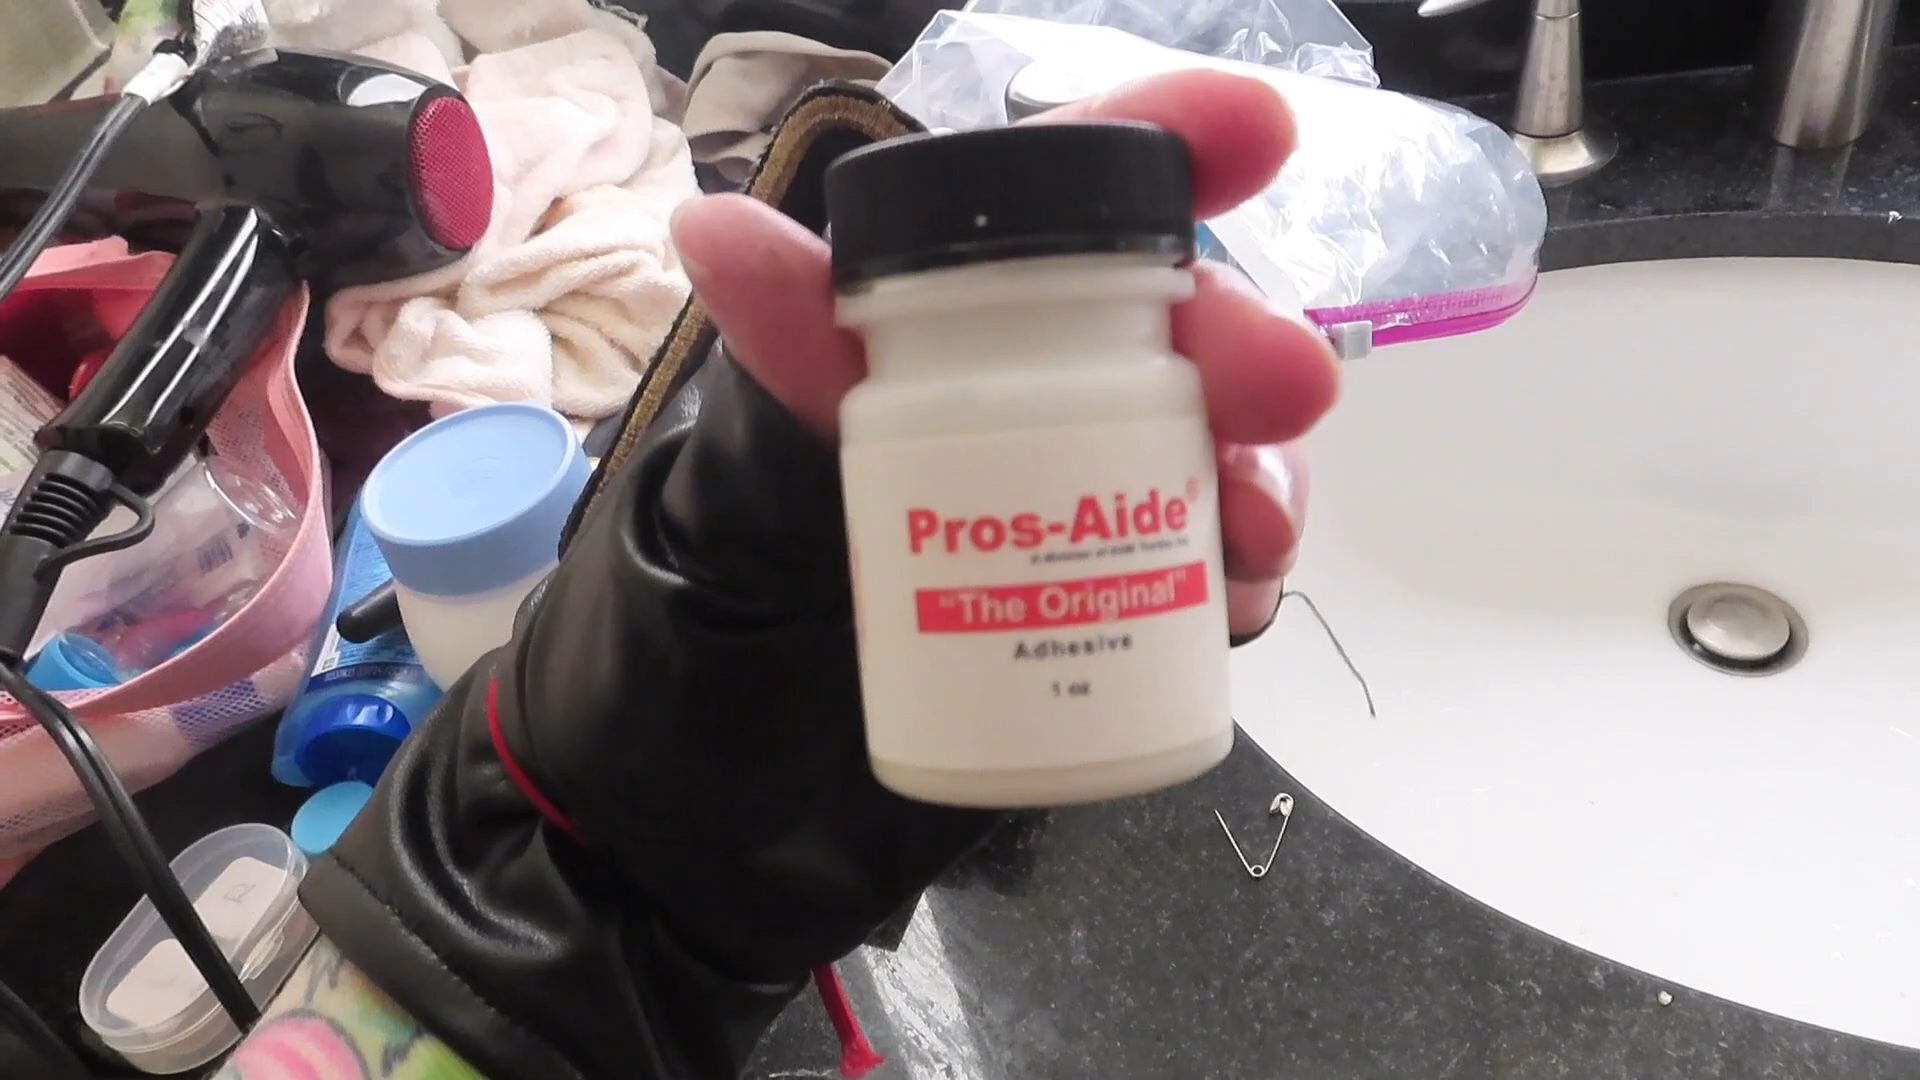 Pros-Aide®
"The Original"
Adhesive
1 oz